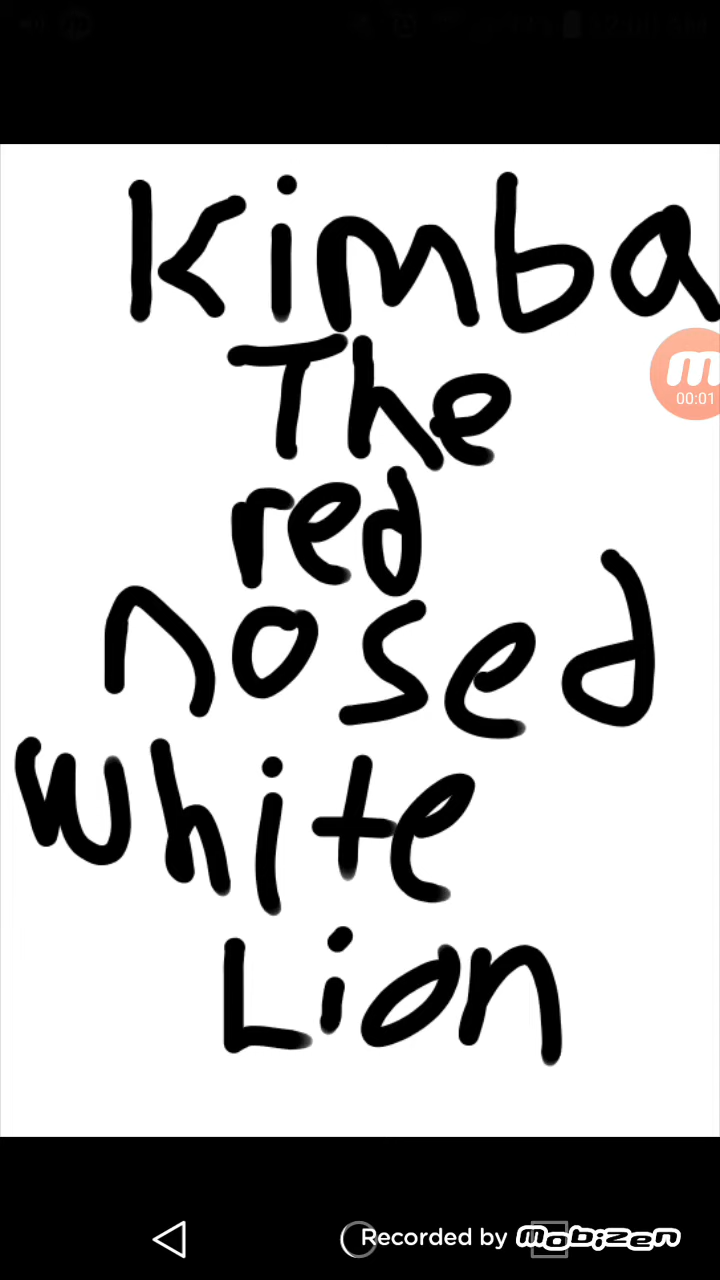 Kimba
The
m
00:01
red
nosed
white
Lion
Recorded by mobizen